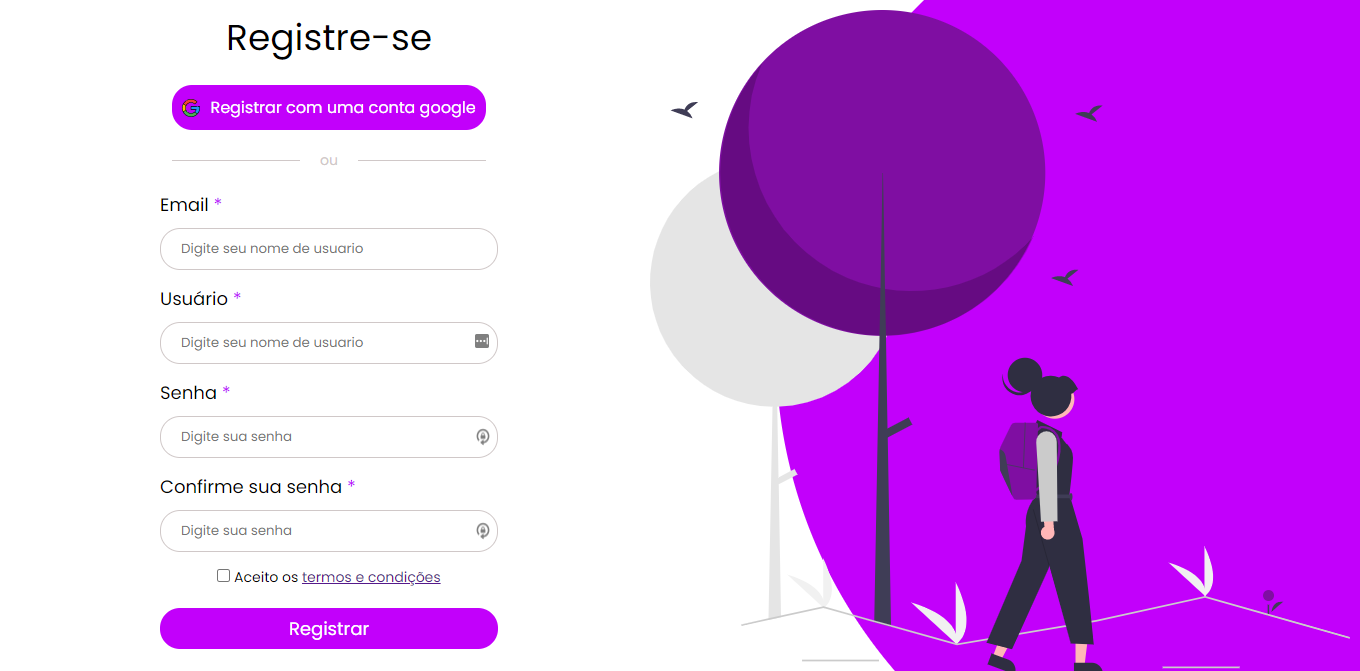 Registre-se
Registrar com uma conta google
ou
Email *
Digite seu nome de usuario
Usuário *
Digite seu nome de usuario
Senha *
Digite sua senha
Confirme sua senha *
Digite sua senha
Aceito os termos e condições
Registrar